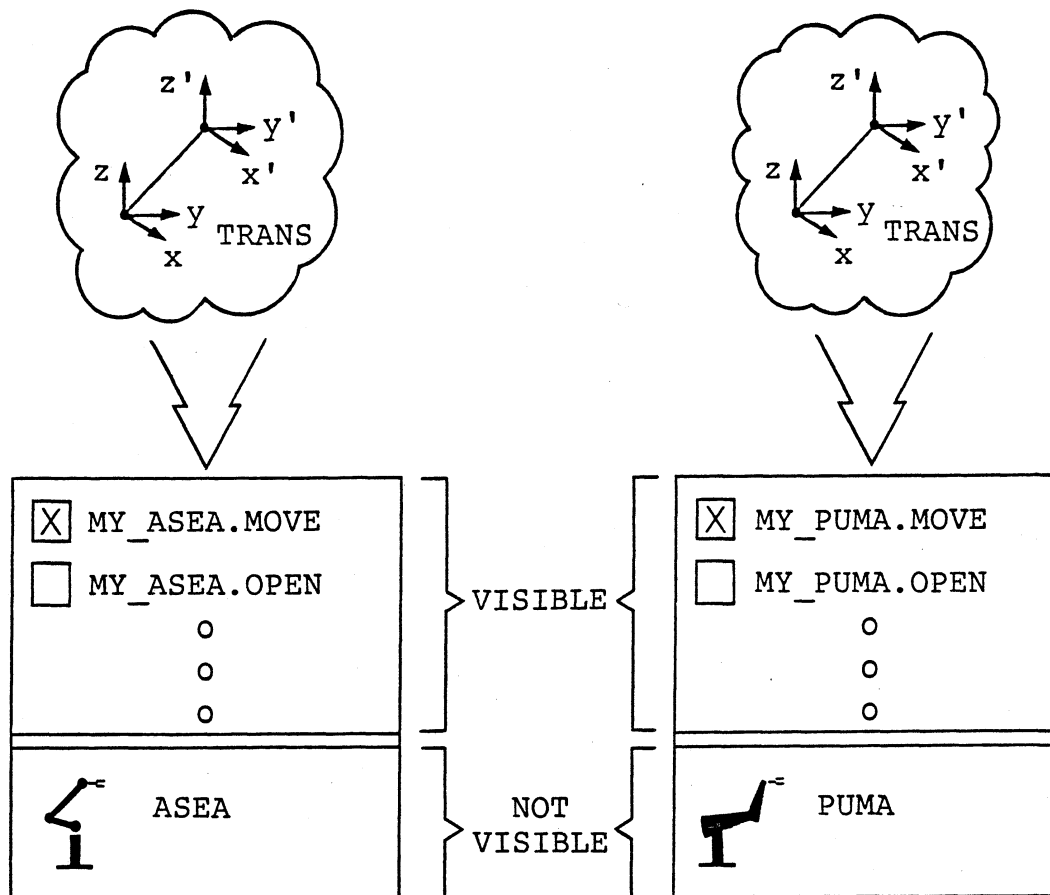 z'
y'
x'
z
y
x
TRANS
z'
y'
x'
z
y
x
TRANS
X MY_ASEA.MOVE
MY_ASEA.OPEN
o
o
o
VISIBLE
X MY_PUMA.MOVE
MY_PUMA.OPEN
o
o
o
ASEA
NOT
VISIBLE
PUMA